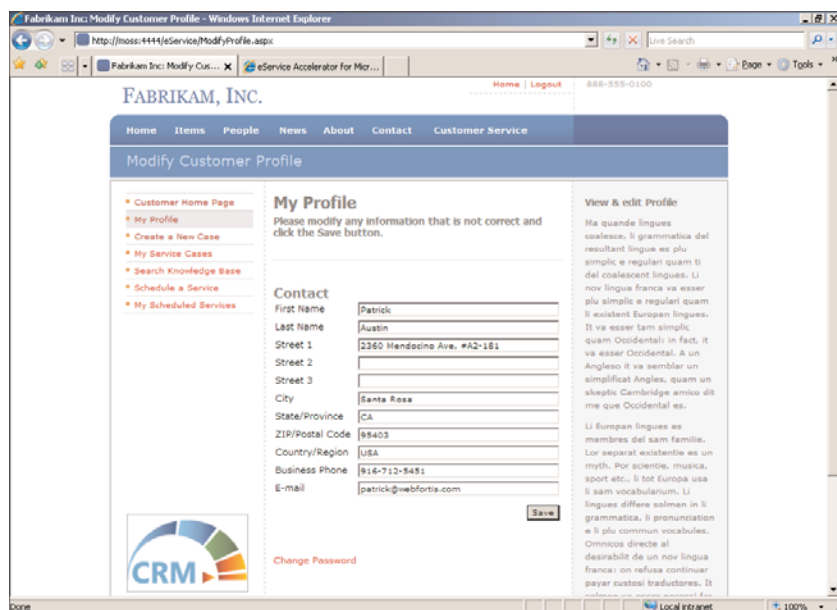 Fabrikam Inc: Modify Customer Profile - Windows Internet Explorer
http://moss:4444/eService/ModifyProfile.aspx
Live Search
Fabrikam Inc: Modify Cus...
eService Accelerator for Micr...
Page
Tools
FABRIKAM, INC.
Home | Logout
888-555-0100
Home Items People News About Contact Customer Service
Modify Customer Profile
Customer Home Page
My Profile
Create a New Case
My Service Cases
Search Knowledge Base
Schedule a Service
My Scheduled Services
CRM
My Profile
Please modify any information that is not correct and
click the Save button.
Contact
First Name Patrick
Last Name Austin
Street 1 2360 Mendocino Ave. #A2-181
Street 2
Street 3
City Santa Rosa
State/Province CA
ZIP/Postal Code 95403
Country/Region USA
Business Phone 916-712-5451
E-mail patrick@webfortis.com
Save
Change Password
View & edit Profile
Ma quande lingues
coalesce, li grammatica del
resultant lingue es plu
simplic e regulari quam ti
del coalescent lingues. Li
nov lingua franca va esser
plu simplic e regulari quam
li existent Europan lingues.
It va esser tam simplic
quam Occidental: in fact, it
va esser Occidental. A un
Angleso it va semblar un
simplificat Angles, quam un
skeptic Cambridge amico dit
me que Occidental es.
Li Europan lingues es
membres del sam familie.
Lor separat existentie es un
myth. Por scientie, musica,
sport etc., li tot Europa usa
li sam vocabularium. Li
lingues differe solmen in li
grammatica, li pronunciation
e li plu commun vocabules.
Omnicos directe al
desirabilit de un nov lingua
franca: on refusa continuar
payar custosi traductores. It
Done
Local intranet
100%